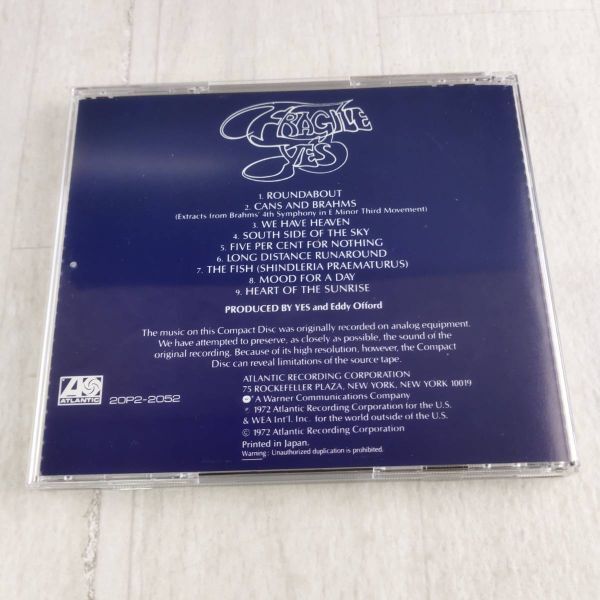 FRAGILE
YES
1. ROUNDABOUT
2. CANS AND BRAHMS
(Extracts from Brahms' 4th Symphony in E Minor Third Movement)
3. WE HAVE HEAVEN
4. SOUTH SIDE OF THE SKY
5. FIVE PER CENT FOR NOTHING
6. LONG DISTANCE RUNAROUND
7. THE FISH (SHINDLERIA PRAEMATURUS)
8. MOOD FOR A DAY
9. HEART OF THE SUNRISE
PRODUCED BY YES and Eddy Offord
The music on this Compact Disc was originally recorded on analog equipment.
We have attempted to preserve, as closely as possible, the sound of the
original recording. Because of its high resolution, however, the Compact
Disc can reveal limitations of the source tape.
ATLANTIC
20P2-2052
ATLANTIC RECORDING CORPORATION
75 ROCKEFELLER PLAZA, NEW YORK, NEW YORK 10019
A Warner Communications Company
℗ 1972 Atlantic Recording Corporation for the U.S.
& WEA Int'l. Inc. for the world outside of the U.S.
© 1972 Atlantic Recording Corporation
Printed in Japan.
Warning: Unauthorized duplication is prohibited.